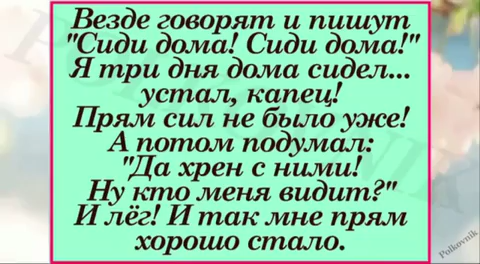 Везде говорят и пишут
"Сиди дома! Сиди дома!"
Я три дня дома сидел...
устал, капец!
Прям сил не было уже!
А потом подумал:
"Да хрен с ними!
Ну кто меня видит?"
И лёг! И так мне прям
хорошо стало.
Polkovnik